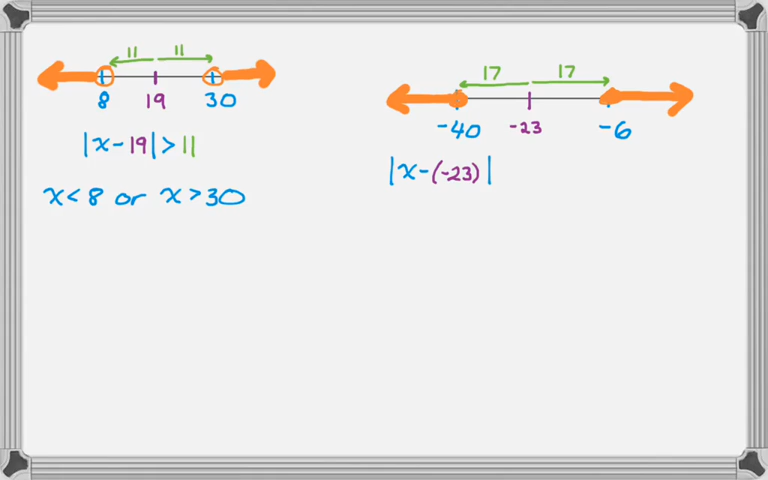 11 11
8 19 30
|x-19|>11
x<8 or x>30
17 17
-40 -23 -6
|x-(-23)|